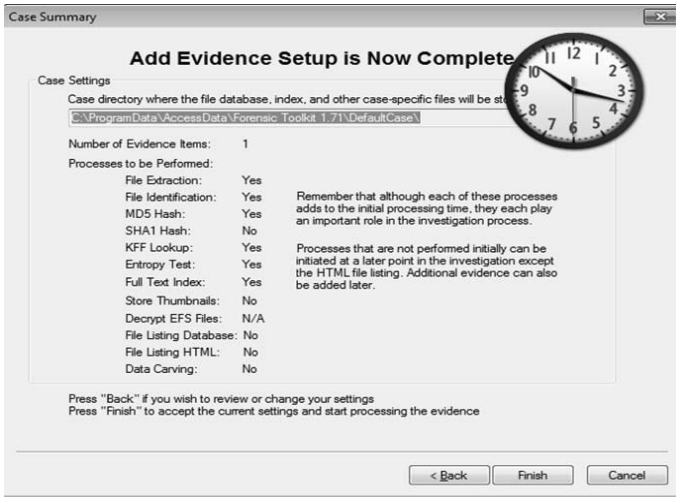 Case Summary
Add Evidence Setup is Now Complete
Case Settings
Case directory where the file database, index, and other case-specific files will be
C:\ProgramData\AccessData\Forensic Toolkit 1.71\DefaultCase\
Number of Evidence Items: 1
Processes to be Performed:
File Extraction: Yes
File Identification: Yes
MD5 Hash: Yes
SHA1 Hash: No
KFF Lookup: Yes
Entropy Test: Yes
Full Text Index: Yes
Store Thumbnails: No
Decrypt EFS Files: N/A
File Listing Database: No
File Listing HTML: No
Data Carving: No
Remember that although each of these processes
adds to the initial processing time, they each play
an important role in the investigation process.
Processes that are not performed initially can be
initiated at a later point in the investigation except
the HTML file listing. Additional evidence can also
be added later.
12
1
2
3
4
5
6
7
8
9
10
11
Press "Back" if you wish to review or change your settings
Press "Finish" to accept the current settings and start processing the evidence
< Back
Finish
Cancel